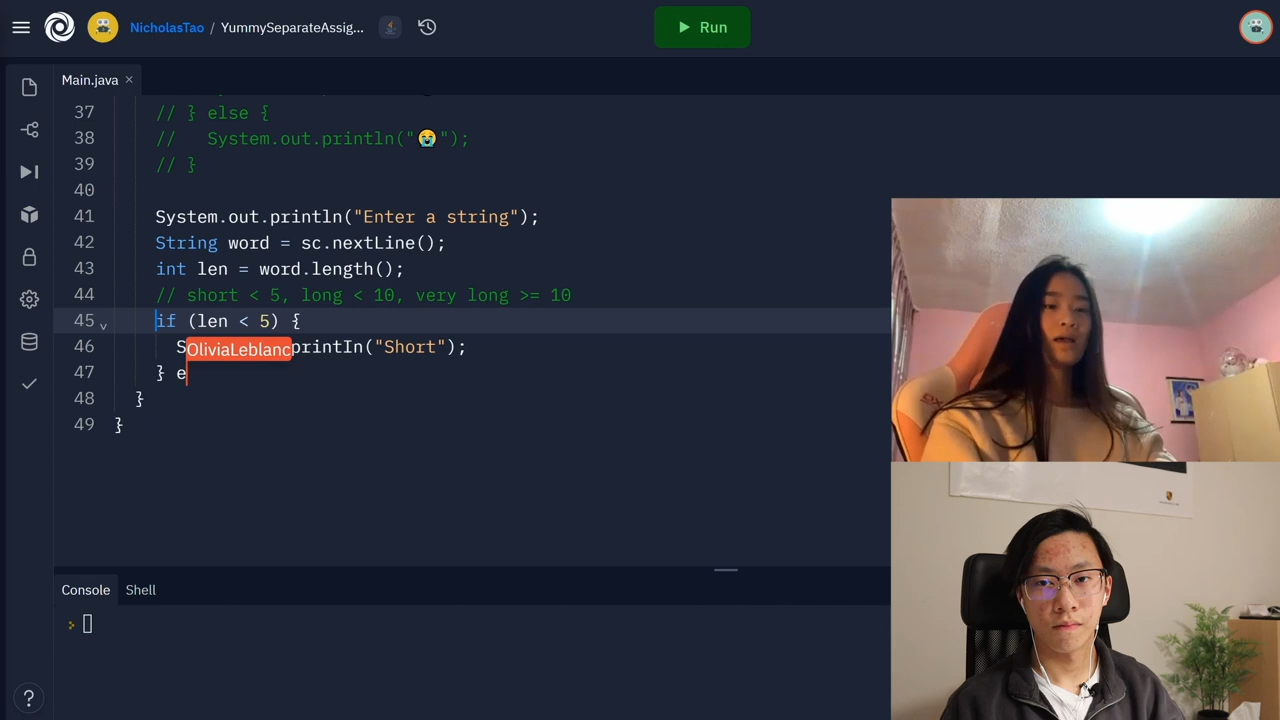 NicholasTao / YummySeparateAssig...
Run
Main.java ×
37 // } else {
38 // System.out.println("😭");
39 // }
40
41 System.out.println("Enter a string");
42 String word = sc.nextLine();
43 int len = word.length();
44 // short < 5, long < 10, very long >= 10
45 if (len < 5) {
46 S OliviaLeblanc printIn("Short");
47 } e
48 }
49 }
Console Shell
?